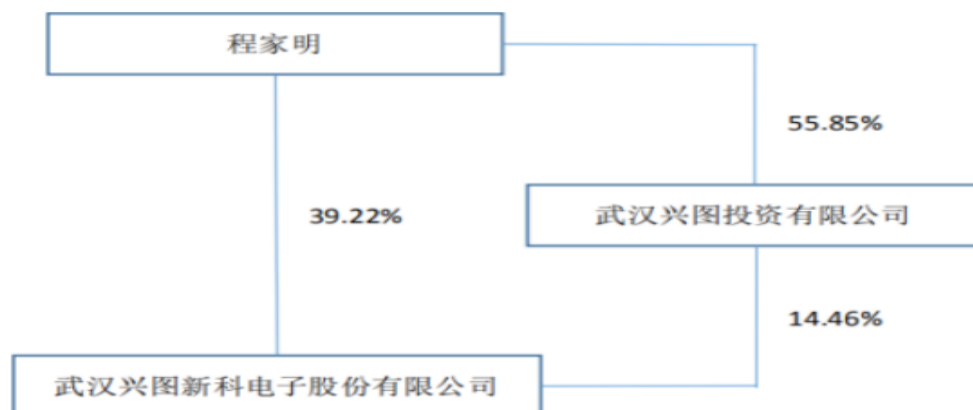 程家明
55.85%
39.22%
武汉兴图投资有限公司
14.46%
武汉兴图新科电子股份有限公司